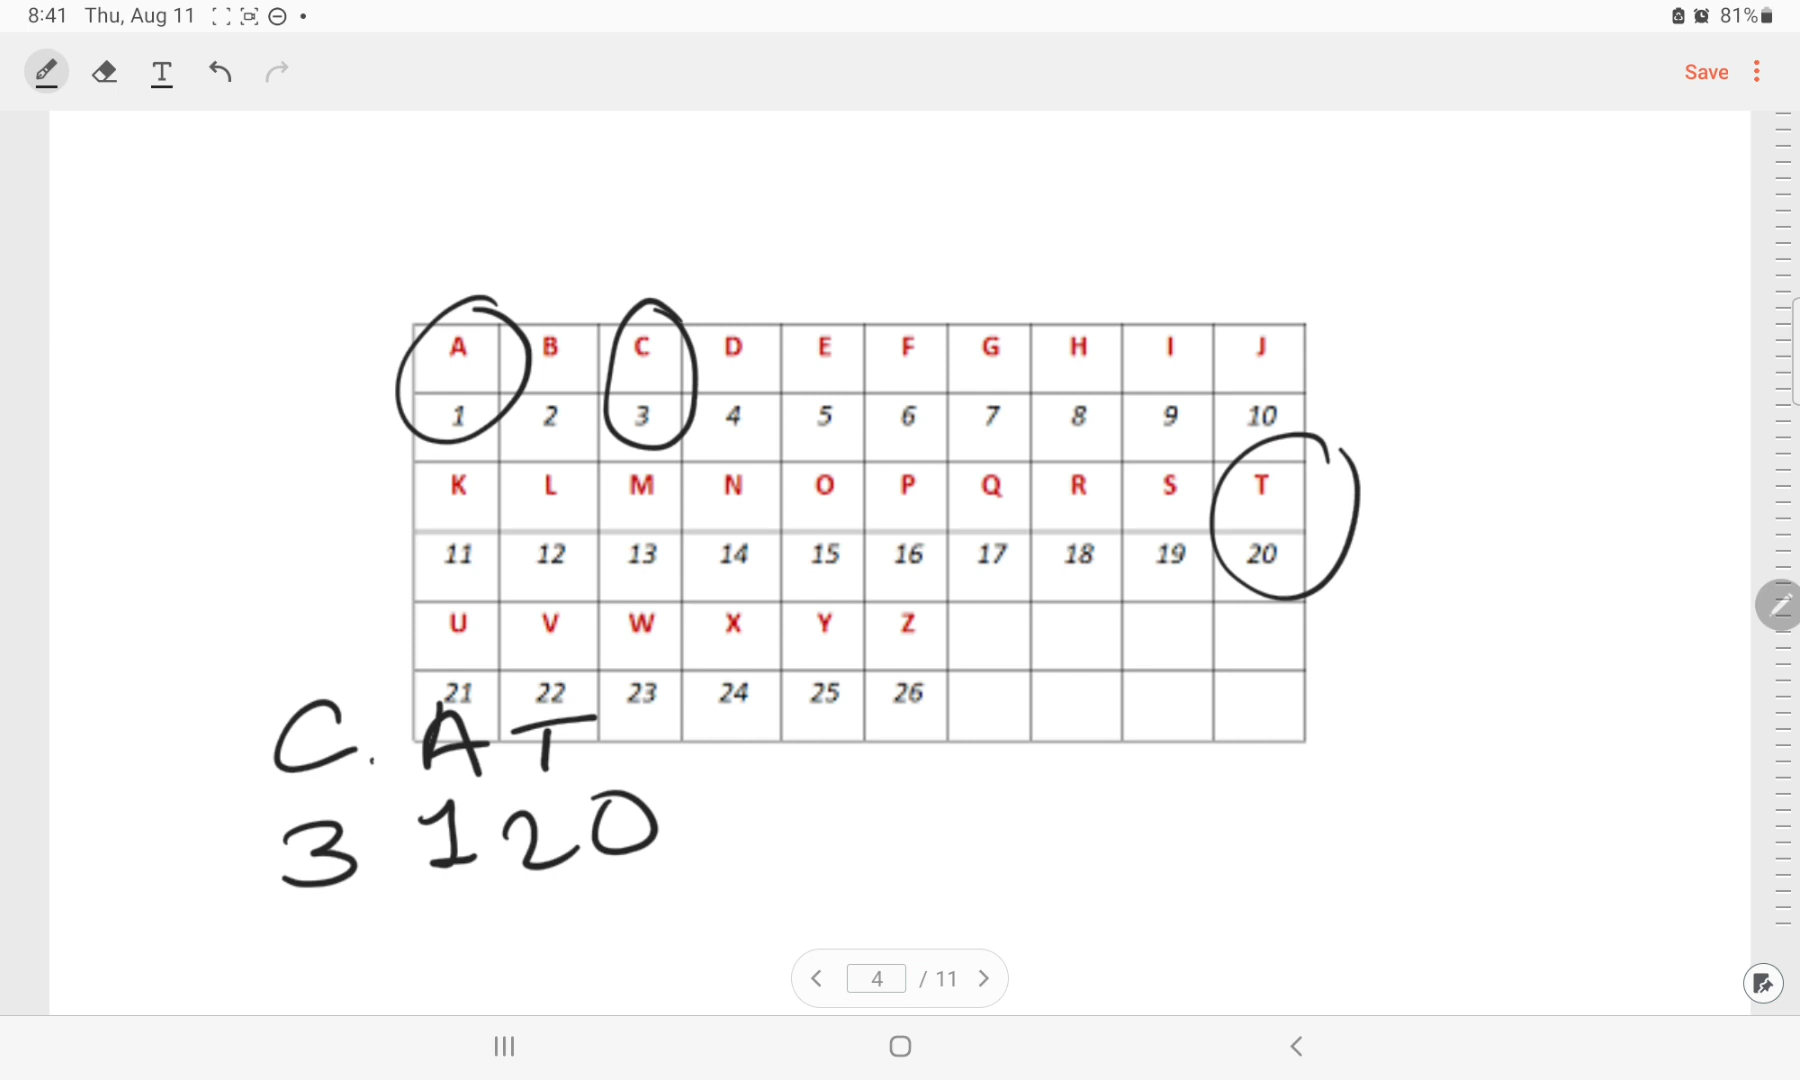 8:41 Thu, Aug 11 81%
T Save
A B C D E F G H I J
1 2 3 4 5 6 7 8 9 10
K L M N O P Q R S T
11 12 13 14 15 16 17 18 19 20
U V W X Y Z
21 22 23 24 25 26
C. A T
3 1 20
4 / 11